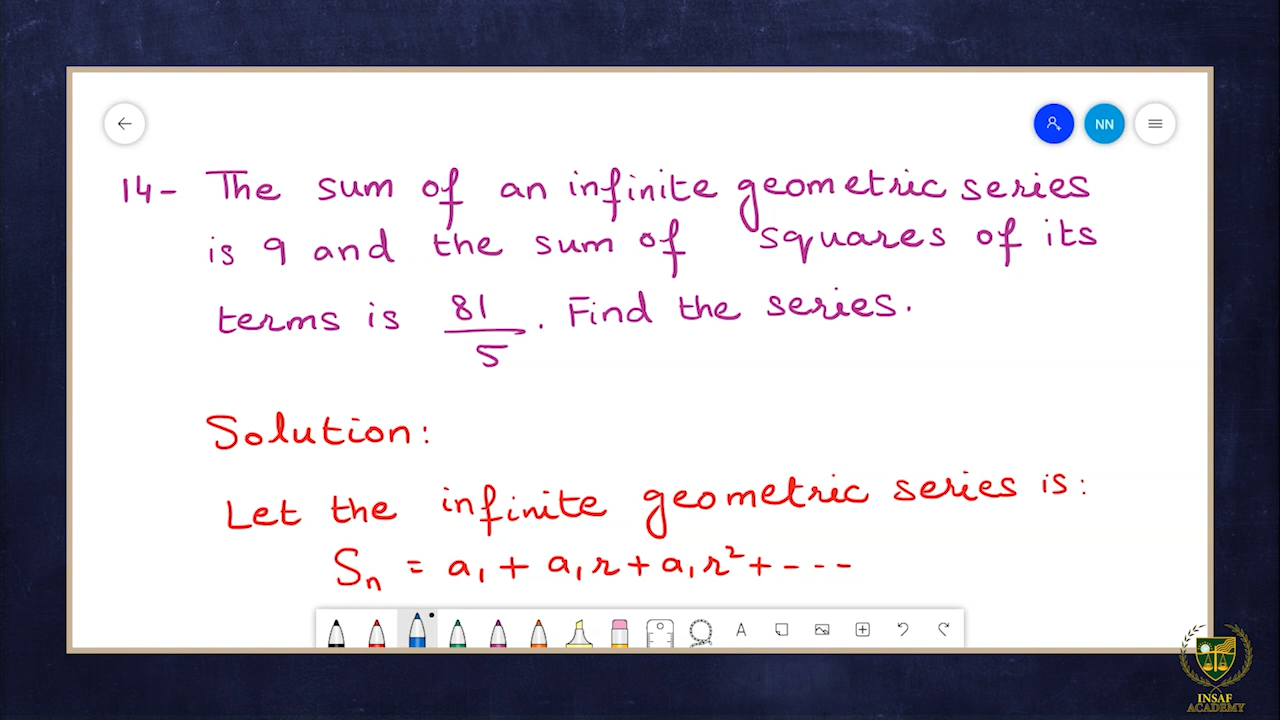 NN
14- The sum of an infinite geometric series
is 9 and the sum of squares of its
terms is 81/5. Find the series.
Solution:
Let the infinite geometric series is:
Sₙ = a₁ + a₁r + a₁r² + ----
A
INSAF
ACADEMY